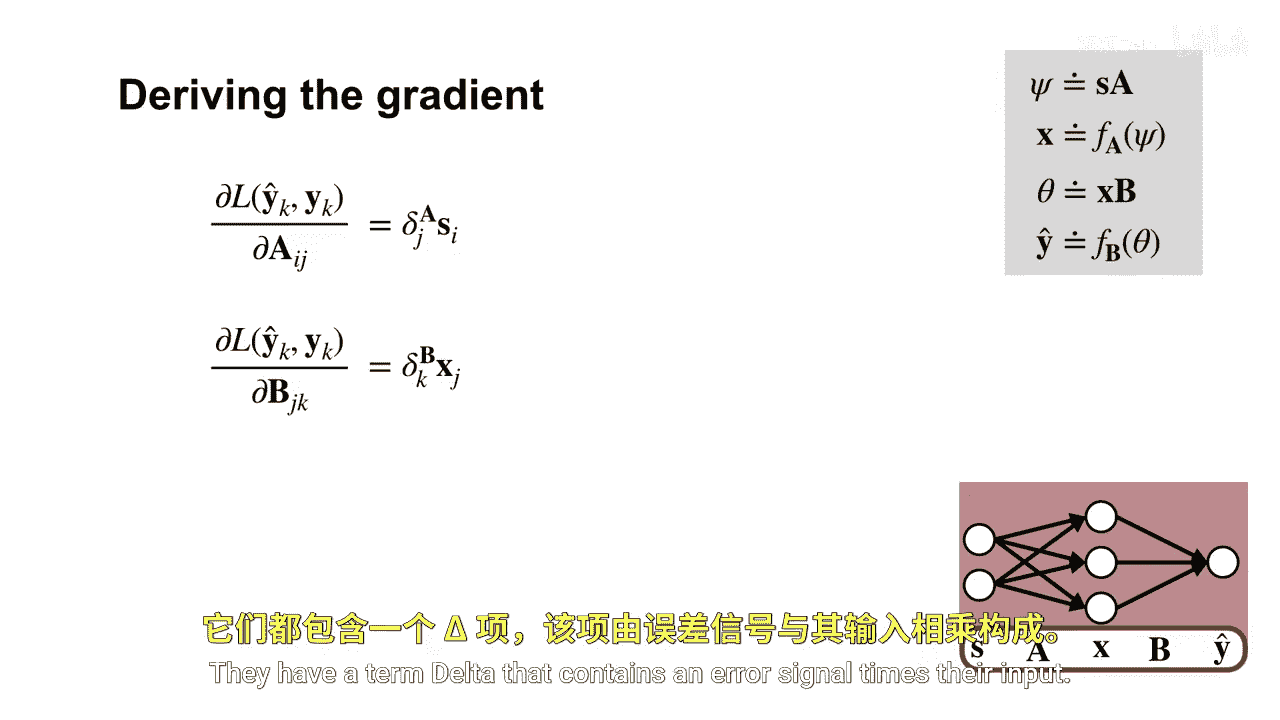 Deriving the gradient
ψ ≐ sA
x ≐ f_A(ψ)
θ ≐ xB
ŷ ≐ f_B(θ)
∂L(ŷ_k, y_k)
∂A_ij
= δ_j^A s_i
∂L(ŷ_k, y_k)
∂B_jk
= δ_k^B x_j
s A x B ŷ
它们都包含一个 Δ 项，该项由误差信号与其输入相乘构成。
They have a term Delta that contains an error signal times their input.